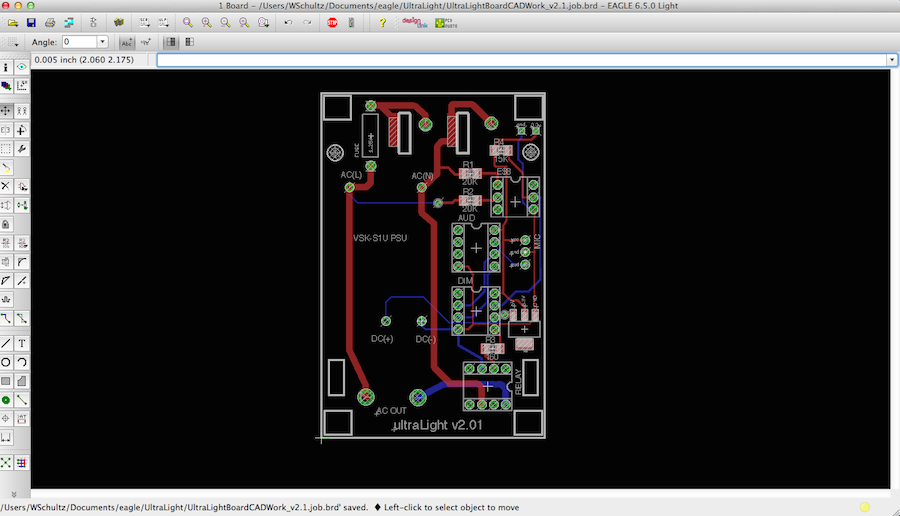 1 Board - /Users/WSchultz/Documents/eagle/UltraLight/UltraLightBoardCADWork_v2.1.job.brd - EAGLE 6.5.0 Light
Angle: 0
0.005 inch (2.060 2.175)
FUSE
R4
15K
AC(L)
AC(N)
R1
20K
R2
20K
AUD
VSK-S1U PSU
MIC
DIM
DC(+)
DC(-)
R3
RELAY
AC OUT
ultraLight v2.01
/Users/WSchultz/Documents/eagle/UltraLight/UltraLightBoardCADWork_v2.1.job.brd' saved. ♦ Left-click to select object to move